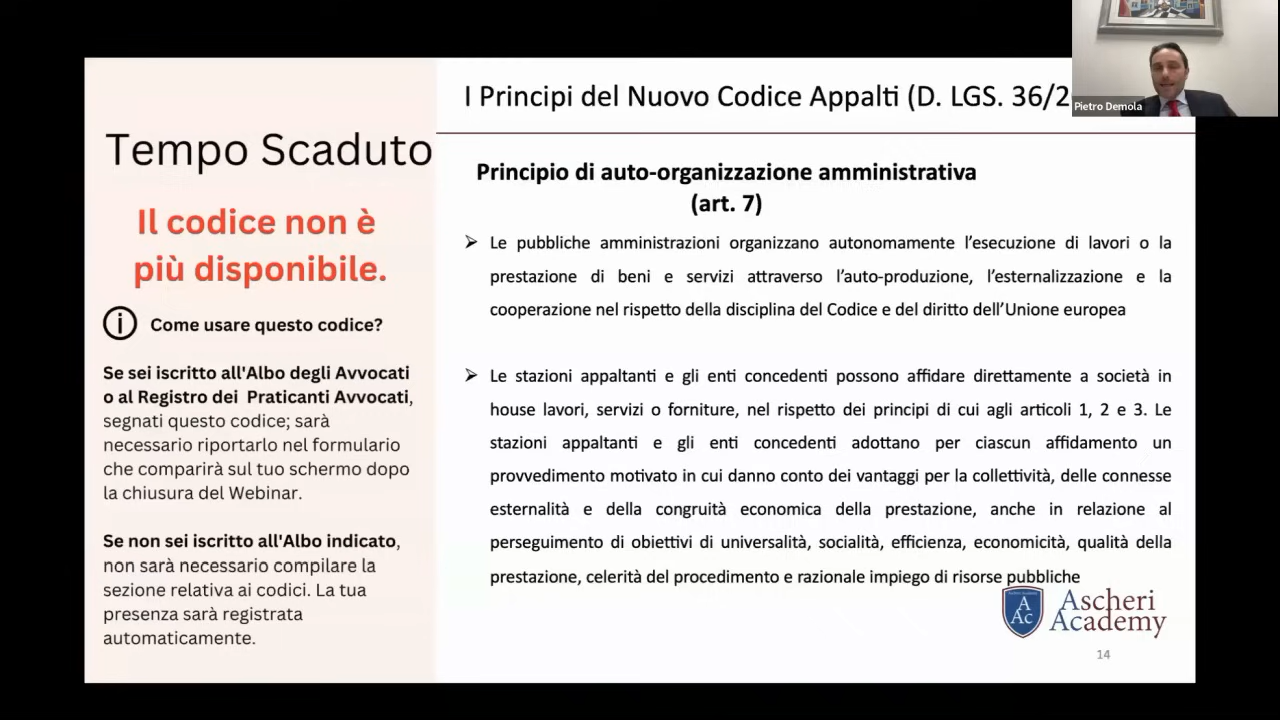 Tempo Scaduto
Il codice non è
più disponibile.
i
Come usare questo codice?
Se sei iscritto all'Albo degli Avvocati
o al Registro dei Praticanti Avvocati,
segnati questo codice; sarà
necessario riportarlo nel formulario
che comparirà sul tuo schermo dopo
la chiusura del Webinar.
Se non sei iscritto all'Albo indicato,
non sarà necessario compilare la
sezione relativa ai codici. La tua
presenza sarà registrata
automaticamente.
I Principi del Nuovo Codice Appalti (D. LGS. 36/2
Pietro Demola
Principio di auto-organizzazione amministrativa
(art. 7)
Le pubbliche amministrazioni organizzano autonomamente l'esecuzione di lavori o la
prestazione di beni e servizi attraverso l'auto-produzione, l'esternalizzazione e la
cooperazione nel rispetto della disciplina del Codice e del diritto dell'Unione europea
Le stazioni appaltanti e gli enti concedenti possono affidare direttamente a società in
house lavori, servizi o forniture, nel rispetto dei principi di cui agli articoli 1, 2 e 3. Le
stazioni appaltanti e gli enti concedenti adottano per ciascun affidamento un
provvedimento motivato in cui danno conto dei vantaggi per la collettività, delle connesse
esternalità e della congruità economica della prestazione, anche in relazione al
perseguimento di obiettivi di universalità, socialità, efficienza, economicità, qualità della
prestazione, celerità del procedimento e razionale impiego di risorse pubbliche
A
Ac
Ascheri
Academy
14